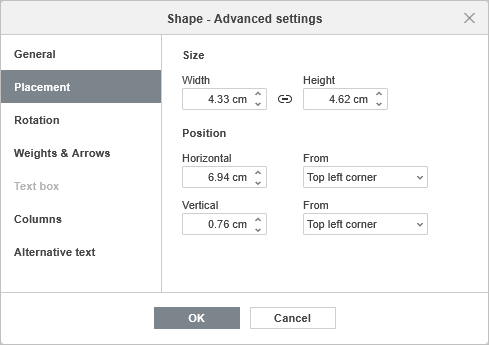 Shape - Advanced settings
General
Placement
Rotation
Weights & Arrows
Text box
Columns
Alternative text
Size
Width Height
4.33 cm 4.62 cm
Position
Horizontal From
6.94 cm Top left corner
Vertical From
0.76 cm Top left corner
OK Cancel